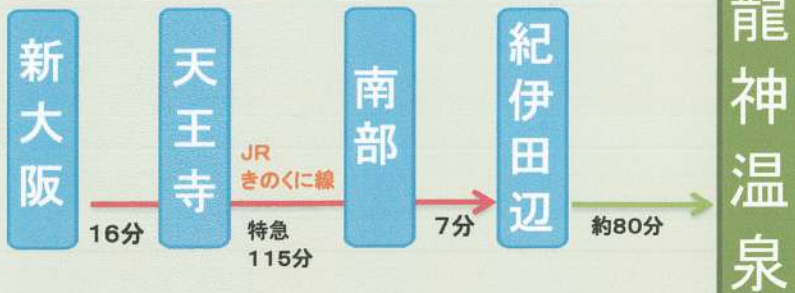 新大阪
16分
天王寺
JR
きのくに線
特急
115分
南部
7分
紀伊田辺
約80分
龍神温泉